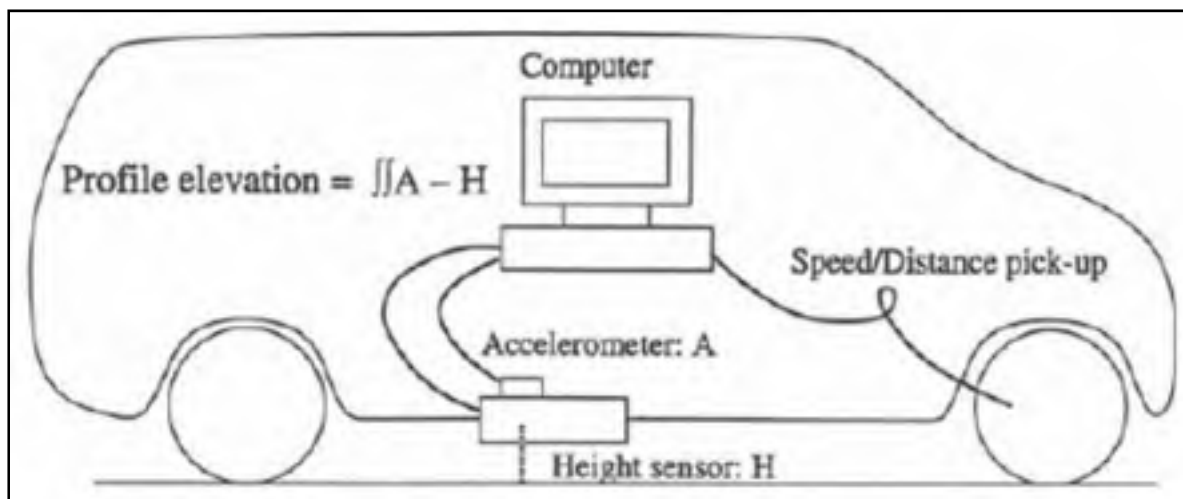 Computer
Profile elevation = ∬A – H
Speed/Distance pick-up
Accelerometer: A
Height sensor: H